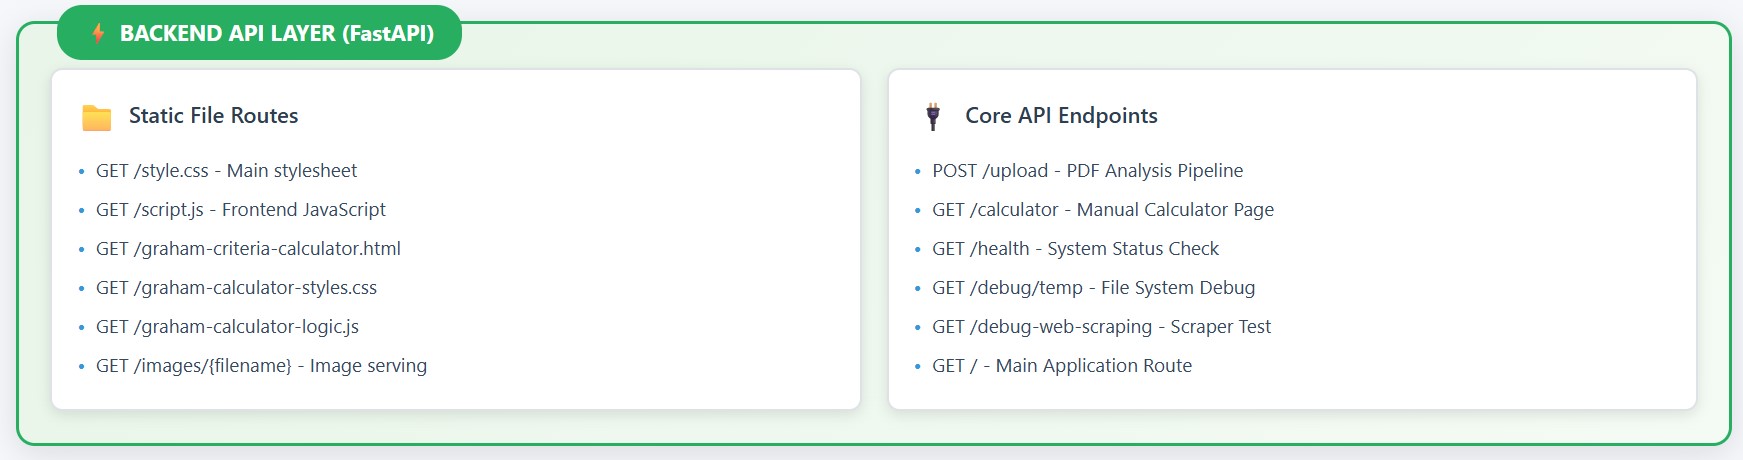 BACKEND API LAYER (FastAPI)
Static File Routes
• GET /style.css - Main stylesheet
• GET /script.js - Frontend JavaScript
• GET /graham-criteria-calculator.html
• GET /graham-calculator-styles.css
• GET /graham-calculator-logic.js
• GET /images/{filename} - Image serving
Core API Endpoints
• POST /upload - PDF Analysis Pipeline
• GET /calculator - Manual Calculator Page
• GET /health - System Status Check
• GET /debug/temp - File System Debug
• GET /debug-web-scraping - Scraper Test
• GET / - Main Application Route